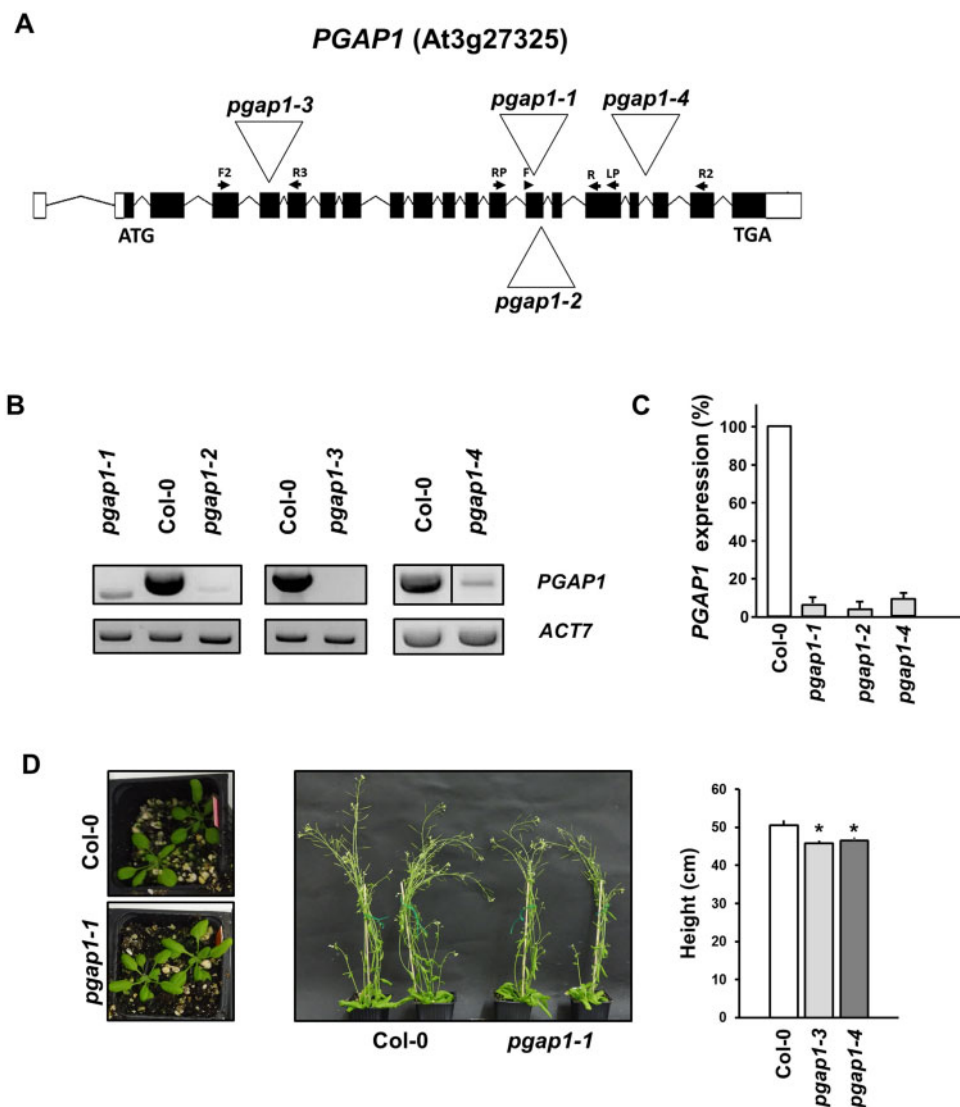 A
PGAP1 (At3g27325)
pgap1-3
pgap1-1
pgap1-4
F2
R3
RP
F
R
LP
R2
ATG
TGA
pgap1-2
B
pgap1-1
Col-0
pgap1-2
Col-0
pgap1-3
Col-0
pgap1-4
PGAP1
ACT7
C
PGAP1 expression (%)
100
80
60
40
20
0
Col-0
pgap1-1
pgap1-2
pgap1-4
D
Col-0
pgap1-1
Col-0
pgap1-1
Height (cm)
60
50
40
30
20
10
0
*
*
Col-0
pgap1-3
pgap1-4